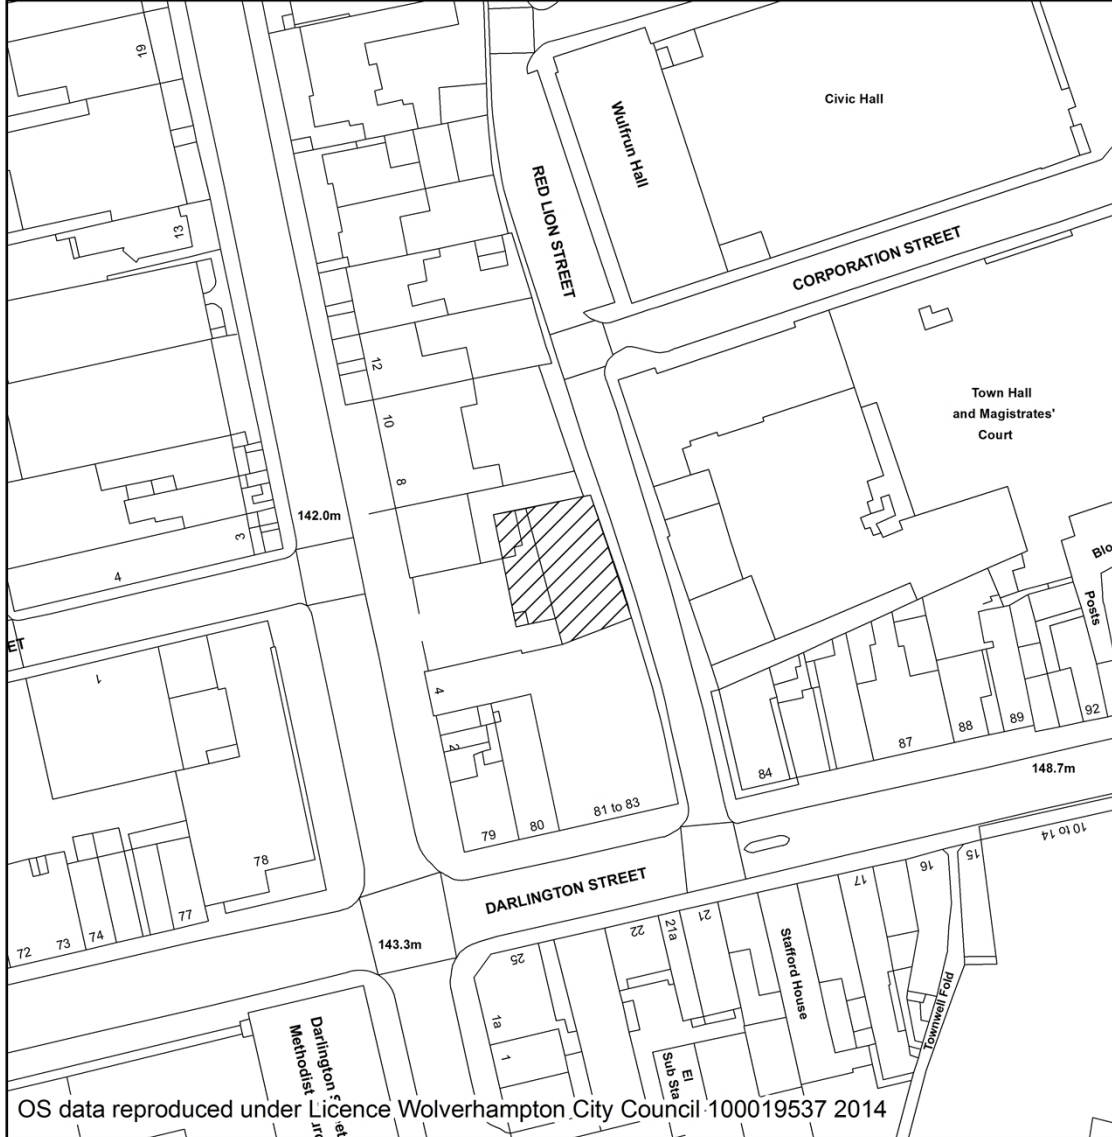 19
Civic Hall
Wulfrun Hall
RED LION STREET
13
CORPORATION STREET
12
10
8
Town Hall
and Magistrates'
Court
142.0m
3
4
ET
1
4
2
Posts
92
89
88
87
84
148.7m
81 to 83
80
79
78
77
74
73
72
10 to 14
15
16
17
DARLINGTON STREET
143.3m
21
21a
22
25
Stafford House
Townwell Fold
1a
1
El
Sub Sta
Darlington
Methodist
OS data reproduced under Licence Wolverhampton City Council 100019537 2014